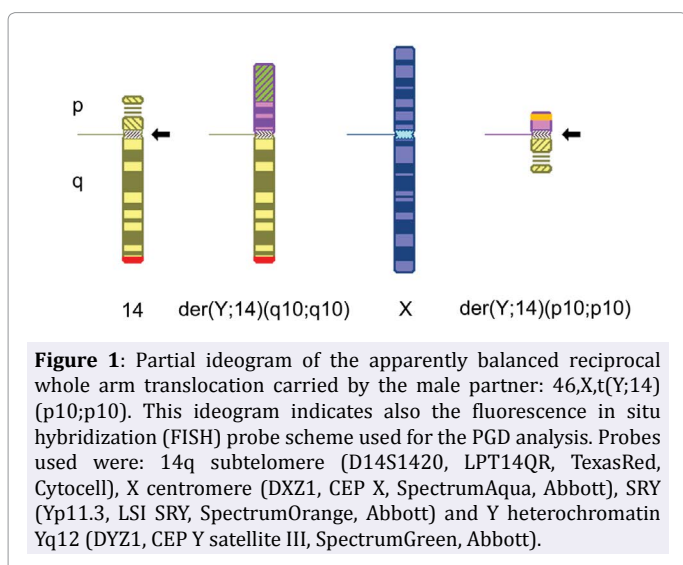 p
q
14 der(Y;14)(q10;q10) X der(Y;14)(p10;p10)
Figure 1: Partial ideogram of the apparently balanced reciprocal
whole arm translocation carried by the male partner: 46,X,t(Y;14)
(p10;p10). This ideogram indicates also the fluorescence in situ
hybridization (FISH) probe scheme used for the PGD analysis. Probes
used were: 14q subtelomere (D14S1420, LPT14QR, TexasRed,
Cytocell), X centromere (DXZ1, CEP X, SpectrumAqua, Abbott), SRY
(Yp11.3, LSI SRY, SpectrumOrange, Abbott) and Y heterochromatin
Yq12 (DYZ1, CEP Y satellite III, SpectrumGreen, Abbott).